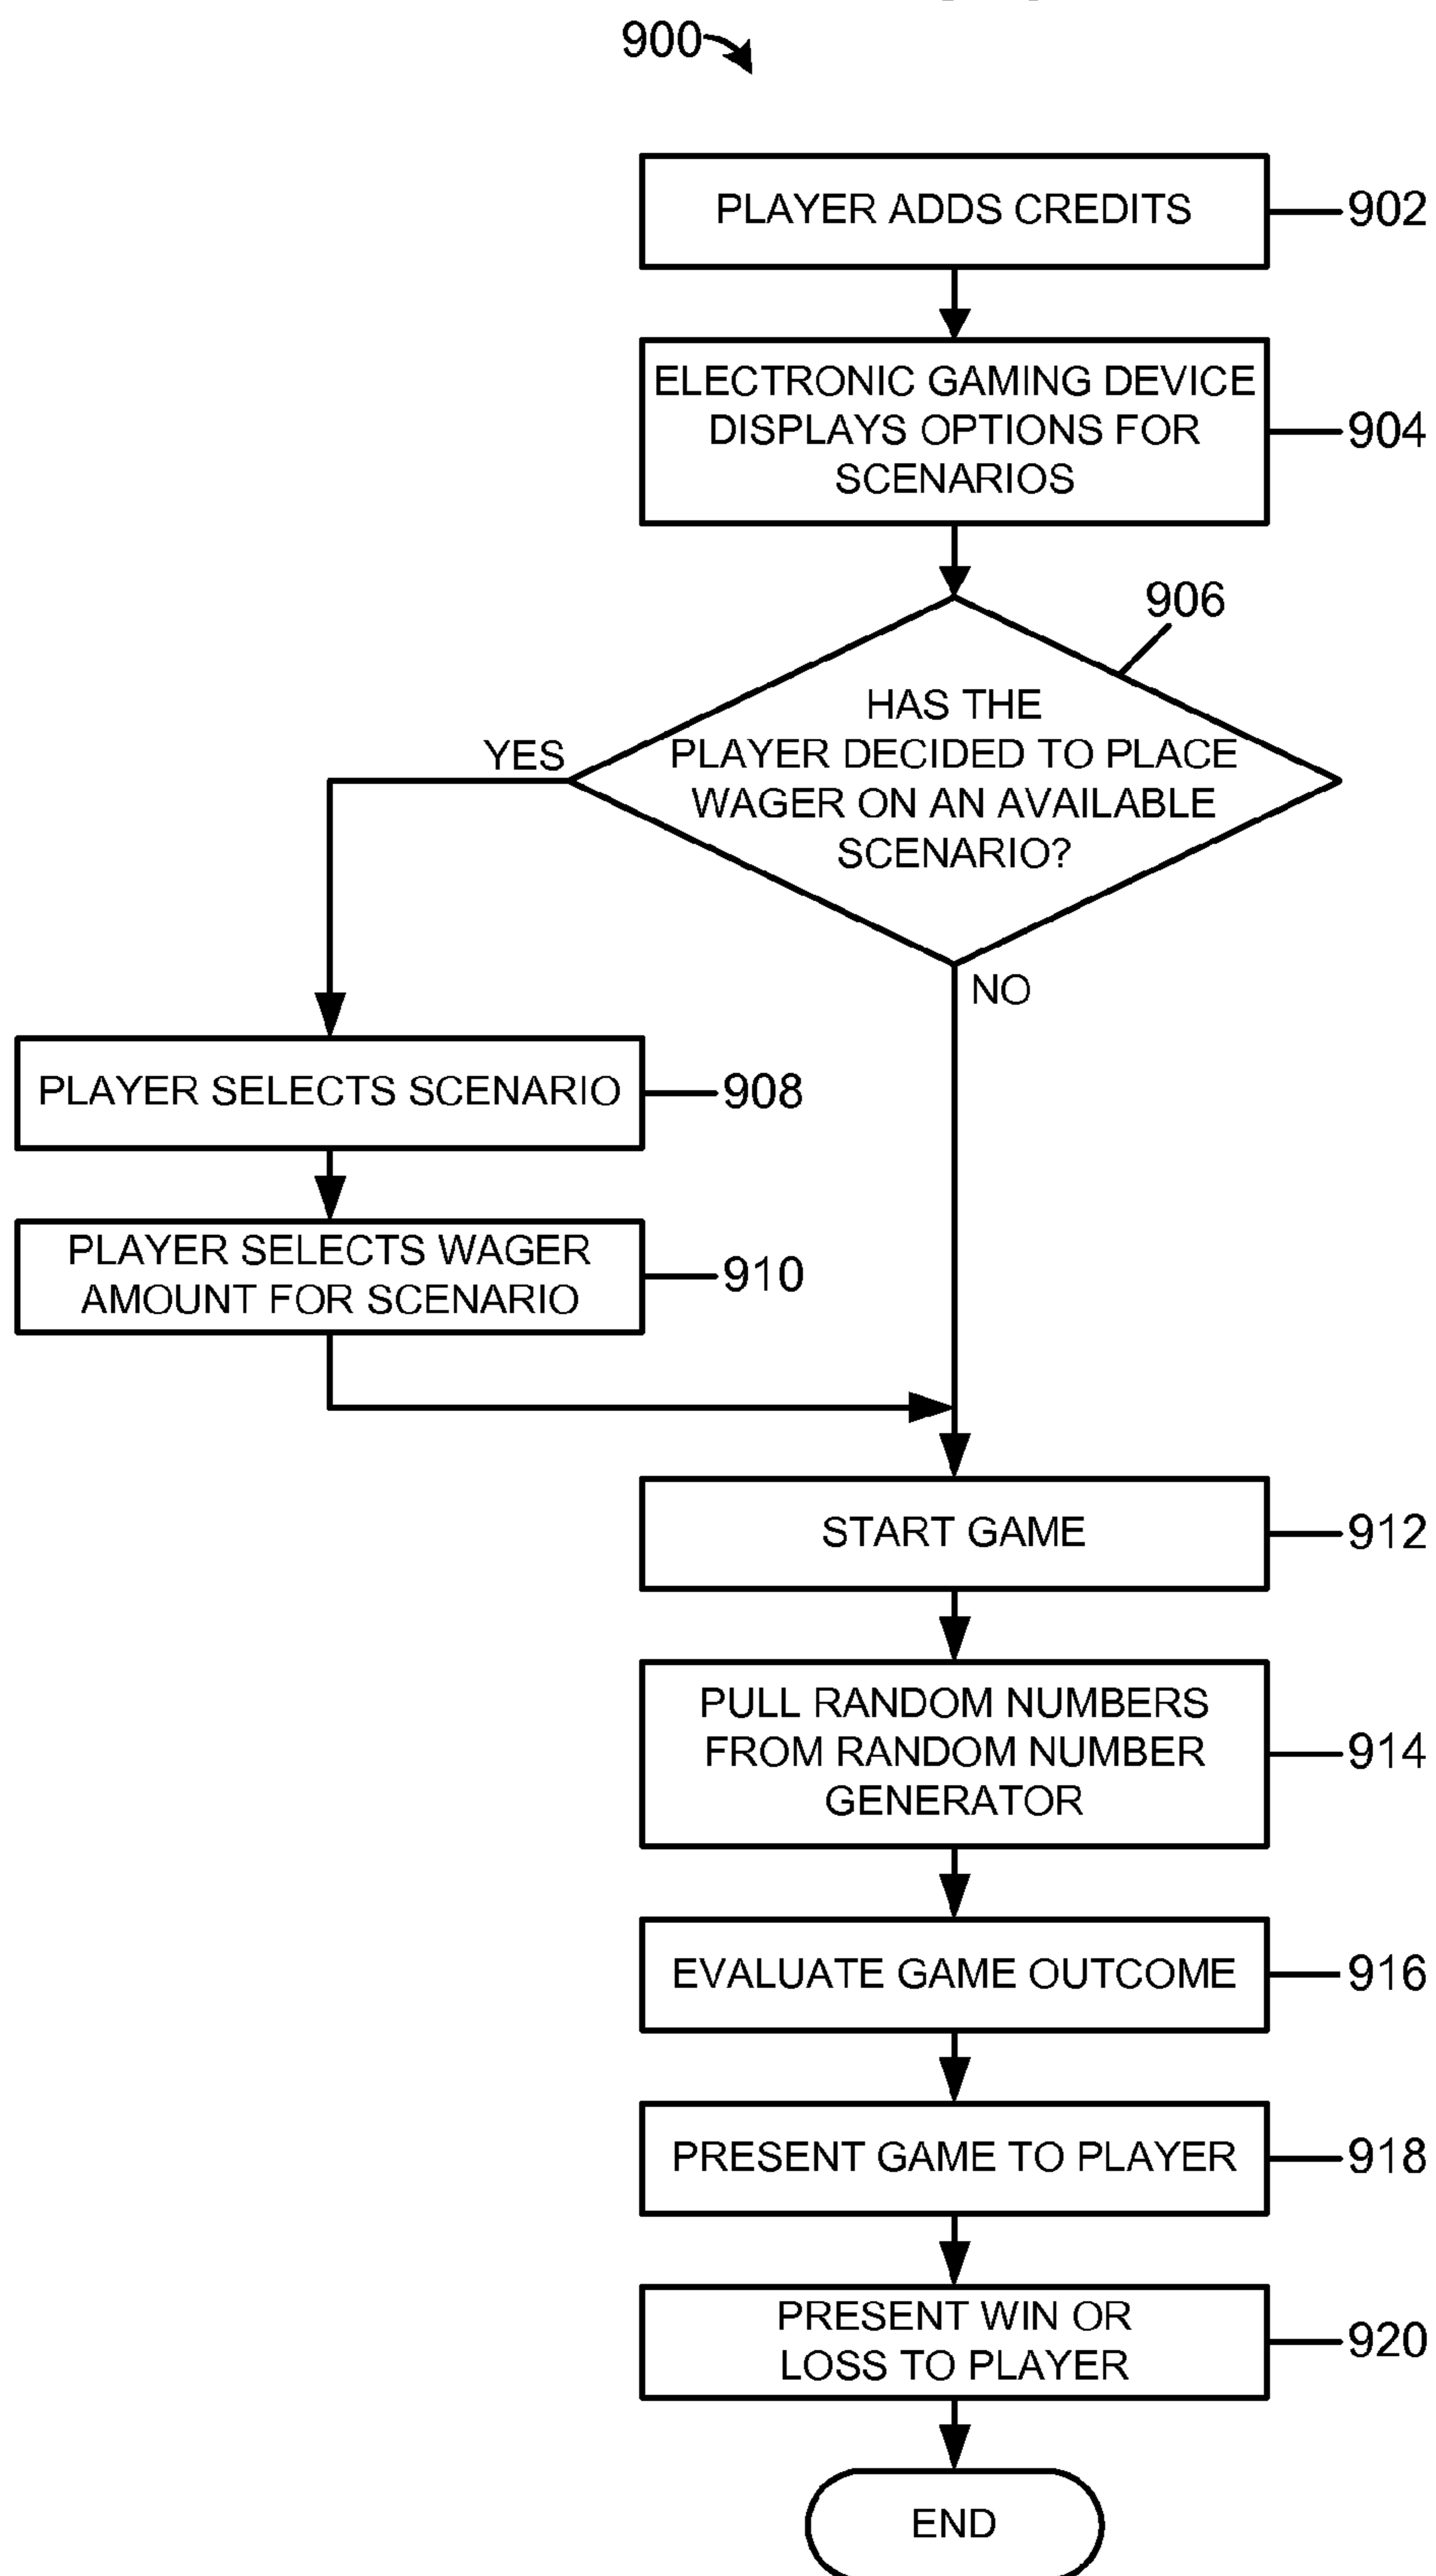 900
PLAYER ADDS CREDITS
902
ELECTRONIC GAMING DEVICE
DISPLAYS OPTIONS FOR
SCENARIOS
904
906
HAS THE
PLAYER DECIDED TO PLACE
WAGER ON AN AVAILABLE
SCENARIO?
YES
NO
PLAYER SELECTS SCENARIO
908
PLAYER SELECTS WAGER
AMOUNT FOR SCENARIO
910
START GAME
912
PULL RANDOM NUMBERS
FROM RANDOM NUMBER
GENERATOR
914
EVALUATE GAME OUTCOME
916
PRESENT GAME TO PLAYER
918
PRESENT WIN OR
LOSS TO PLAYER
920
END